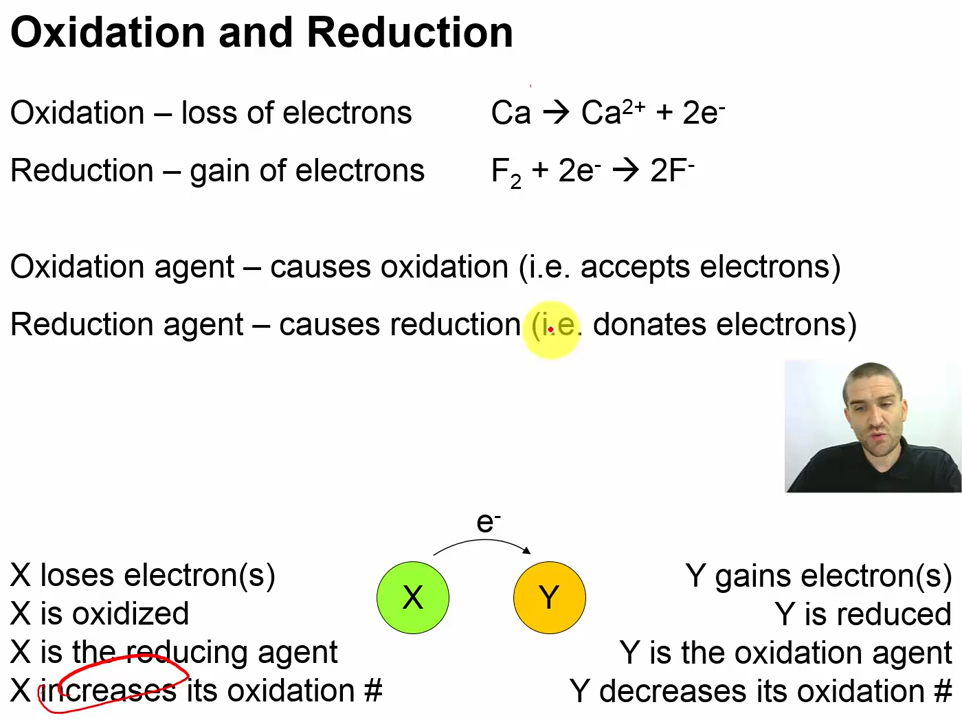 Oxidation and Reduction
Oxidation – loss of electrons Ca → Ca²⁺ + 2e⁻
Reduction – gain of electrons F₂ + 2e⁻ → 2F⁻
Oxidation agent – causes oxidation (i.e. accepts electrons)
Reduction agent – causes reduction (i.e. donates electrons)
e⁻
X Y
X loses electron(s)
X is oxidized
X is the reducing agent
X increases its oxidation #
Y gains electron(s)
Y is reduced
Y is the oxidation agent
Y decreases its oxidation #